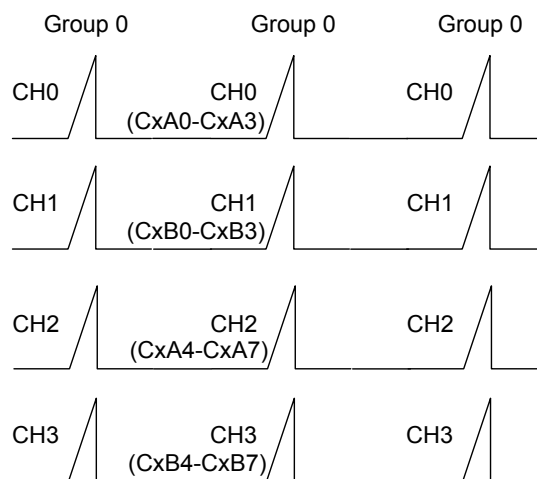 Group 0 Group 0 Group 0
CH0 CH0 CH0
(CxA0-CxA3)
CH1 CH1 CH1
(CxB0-CxB3)
CH2 CH2 CH2
(CxA4-CxA7)
CH3 CH3 CH3
(CxB4-CxB7)